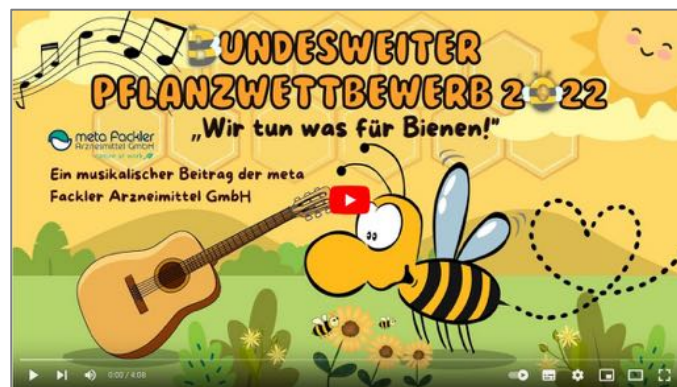 BUNDESWEITER
PFLANZWETTBEWERB 2022
„Wir tun was für Bienen!"
meta Fackler
Arzneimittel GmbH
Ein musikalischer Beitrag der meta
Fackler Arzneimittel GmbH
0:00 / 4:08